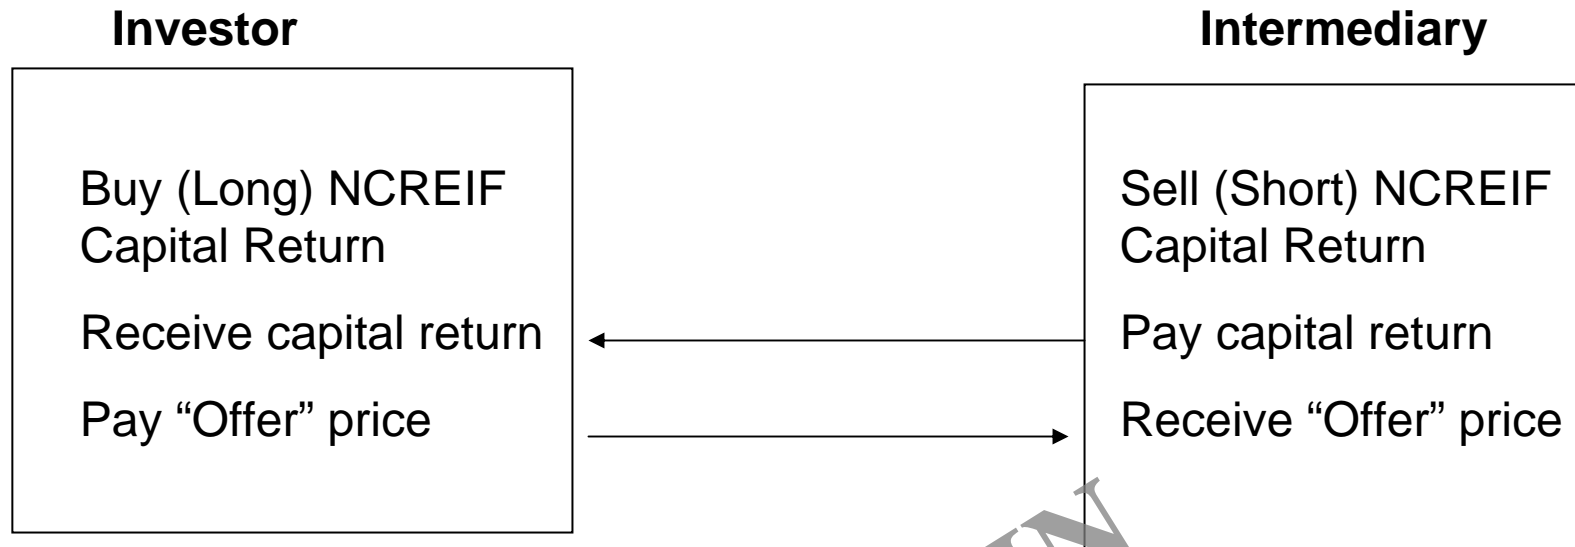 Investor
Intermediary
Buy (Long) NCREIF
Capital Return
Receive capital return
Pay “Offer” price
Sell (Short) NCREIF
Capital Return
Pay capital return
Receive “Offer” price